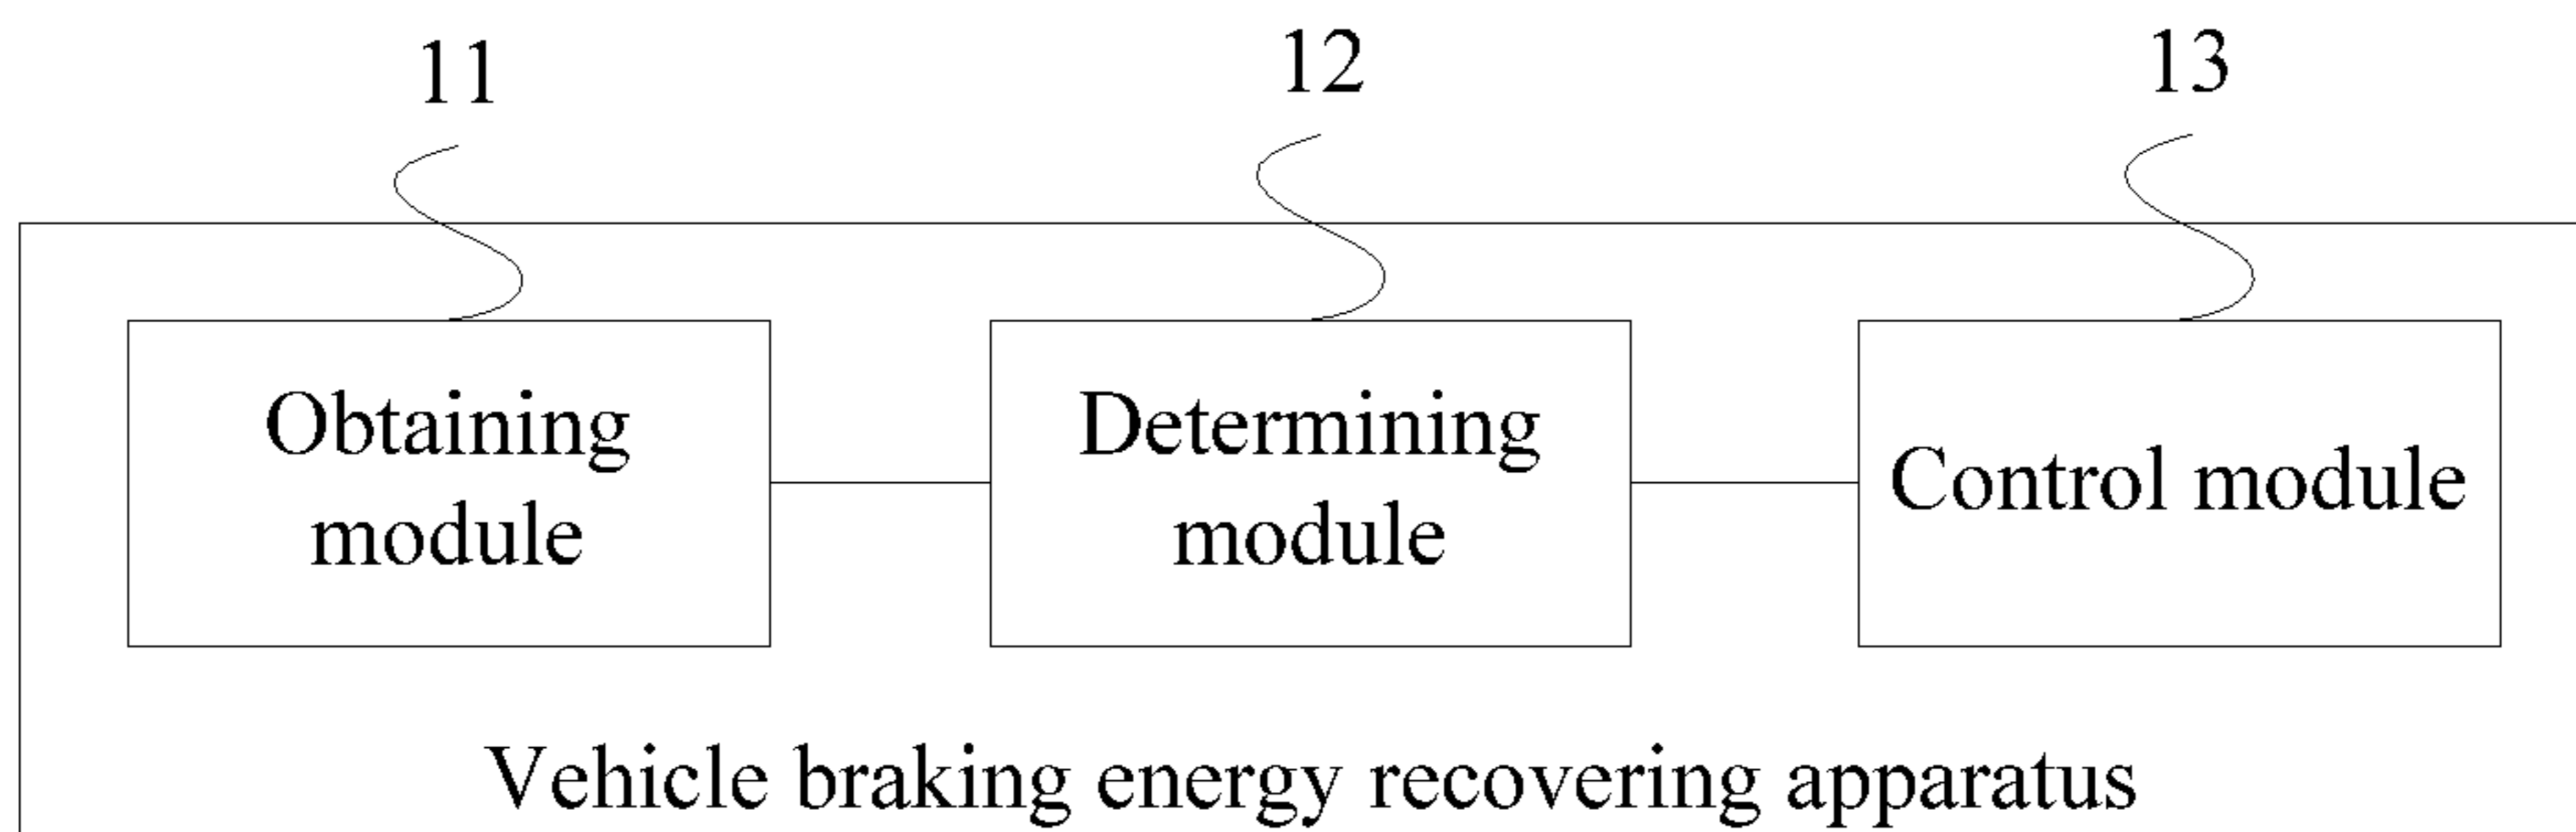 11
12
13
Obtaining
module
Determining
module
Control module
Vehicle braking energy recovering apparatus